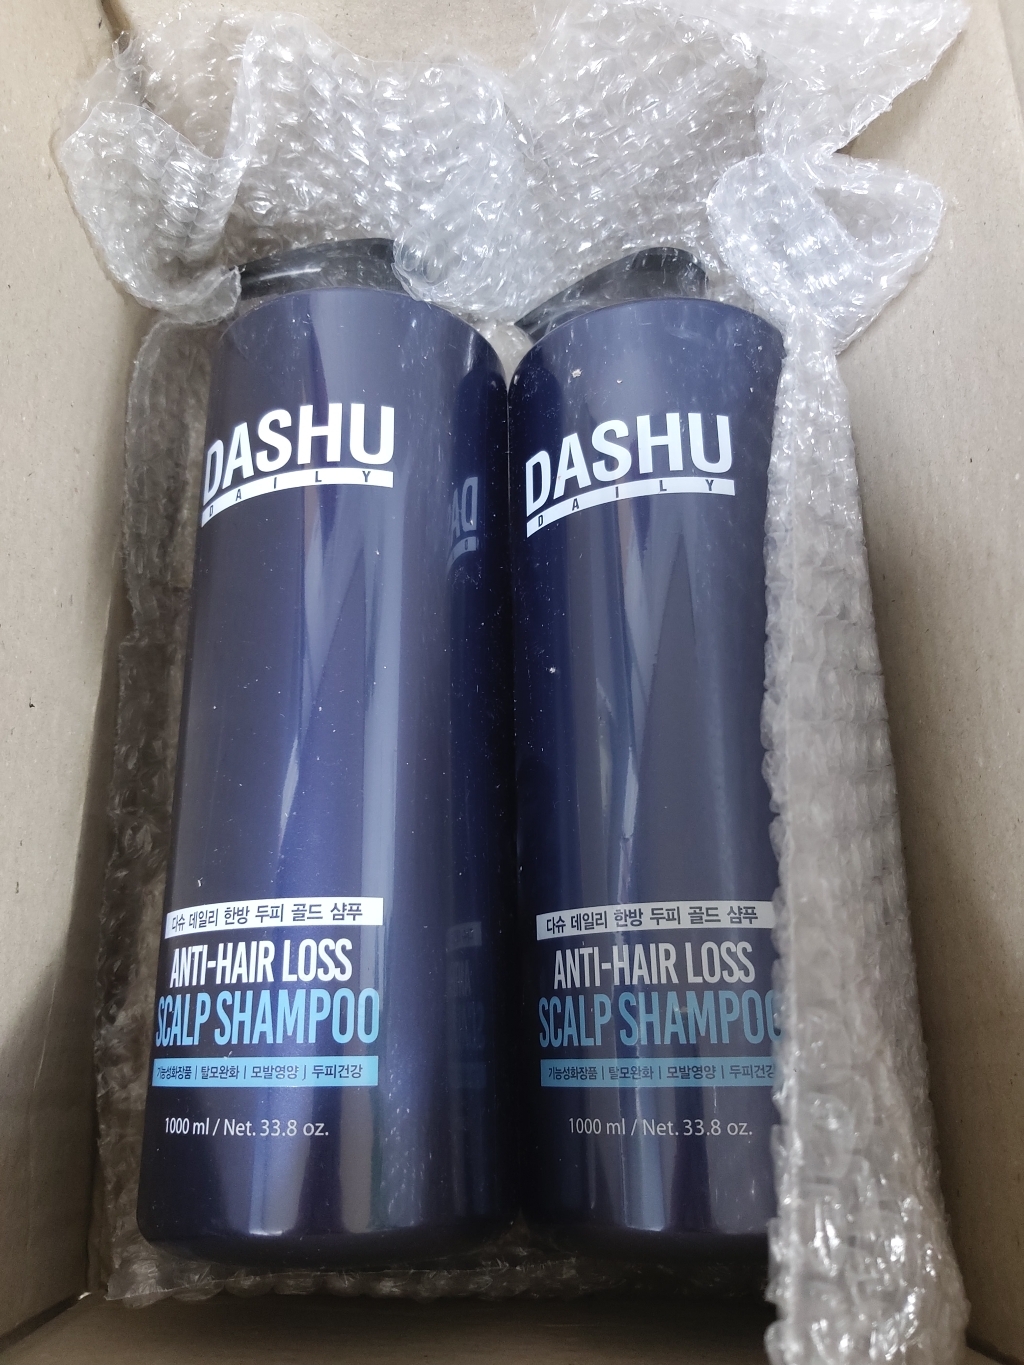 DASHU
DAILY
다슈 데일리 한방 두피 골드 샴푸
ANTI-HAIR LOSS
SCALP SHAMPOO
기능성화장품 | 탈모완화 | 모발영양 | 두피건강
1000 ml / Net. 33.8 oz.
DASHU
DAILY
다슈 데일리 한방 두피 골드 샴푸
ANTI-HAIR LOSS
SCALP SHAMPOO
기능성화장품 | 탈모완화 | 모발영양 | 두피건강
1000 ml / Net. 33.8 oz.